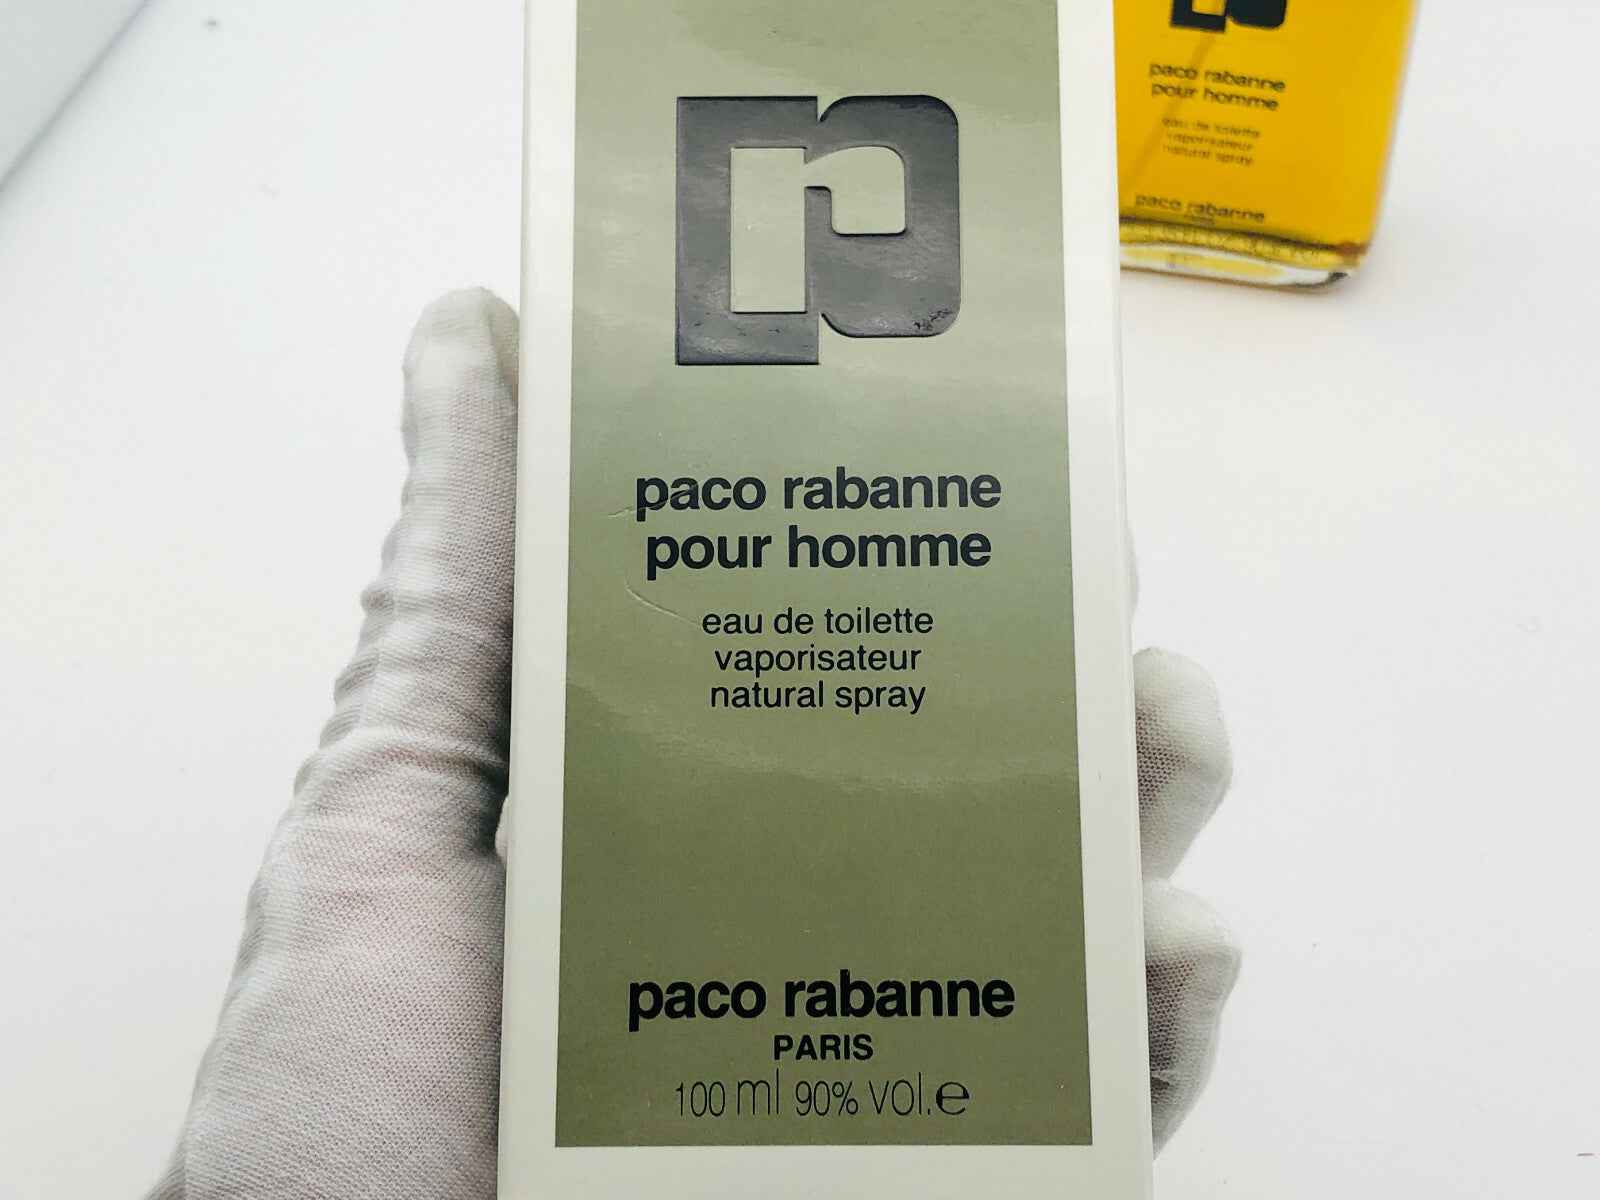 paco rabanne
pour homme
eau de toilette
vaporisateur
natural spray
paco rabanne
PARIS
100 ml 90% vol.e
paco rabanne
pour homme
eau de toilette
vaporisateur
natural spray
paco rabanne